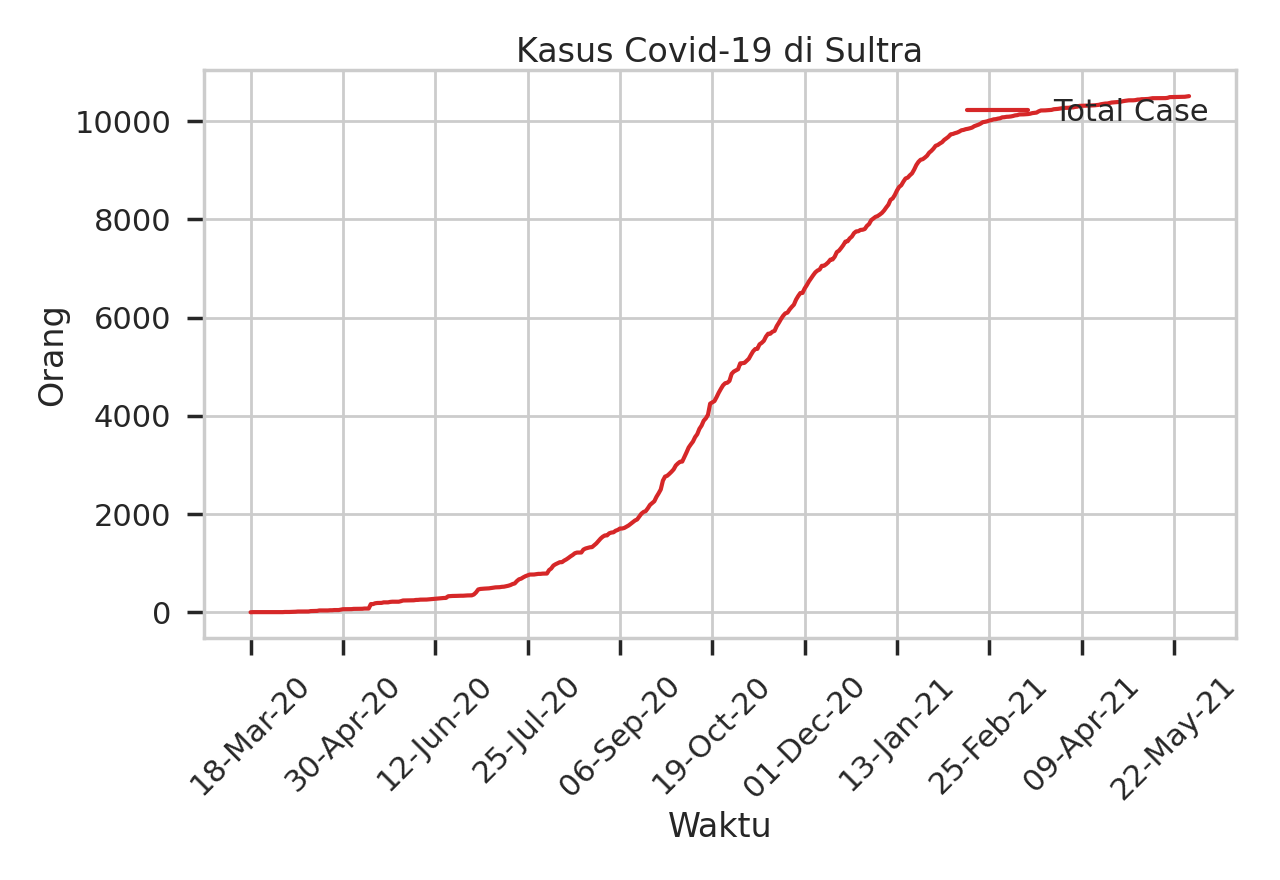 Kasus Covid-19 di Sultra
Total Case
Orang
10000
8000
6000
4000
2000
0
18-Mar-20
30-Apr-20
12-Jun-20
25-Jul-20
06-Sep-20
19-Oct-20
01-Dec-20
13-Jan-21
25-Feb-21
09-Apr-21
22-May-21
Waktu